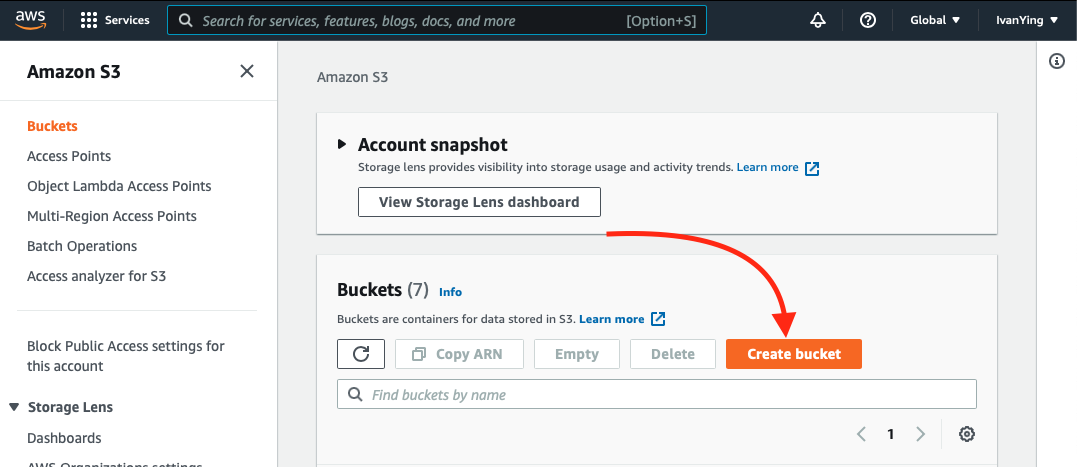 aws
Services
Search for services, features, blogs, docs, and more
[Option+S]
Global
IvanYing
Amazon S3
Buckets
Access Points
Object Lambda Access Points
Multi-Region Access Points
Batch Operations
Access analyzer for S3
Block Public Access settings for
this account
Storage Lens
Dashboards
AWS Organizations settings
Amazon S3
Account snapshot
Storage lens provides visibility into storage usage and activity trends. Learn more
View Storage Lens dashboard
Buckets (7) Info
Buckets are containers for data stored in S3. Learn more
Copy ARN
Empty
Delete
Create bucket
Find buckets by name
1